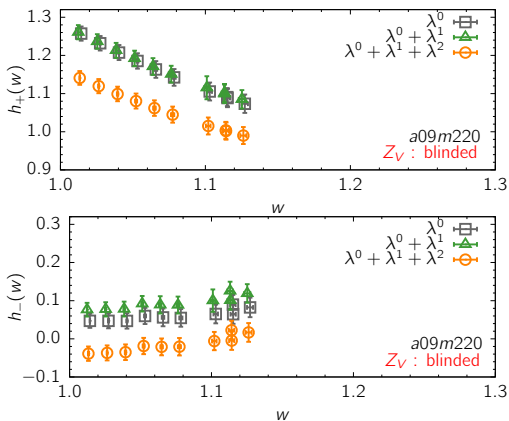 1.3
1.2
1.1
1.0
0.9
h₊(w)
λ⁰
λ⁰ + λ¹
λ⁰ + λ¹ + λ²
a09m220
Z_V : blinded
1.0 1.1 1.2 1.3
w
0.3
0.2
0.1
0.0
−0.1
h₋(w)
λ⁰
λ⁰ + λ¹
λ⁰ + λ¹ + λ²
a09m220
Z_V : blinded
1.0 1.1 1.2 1.3
w